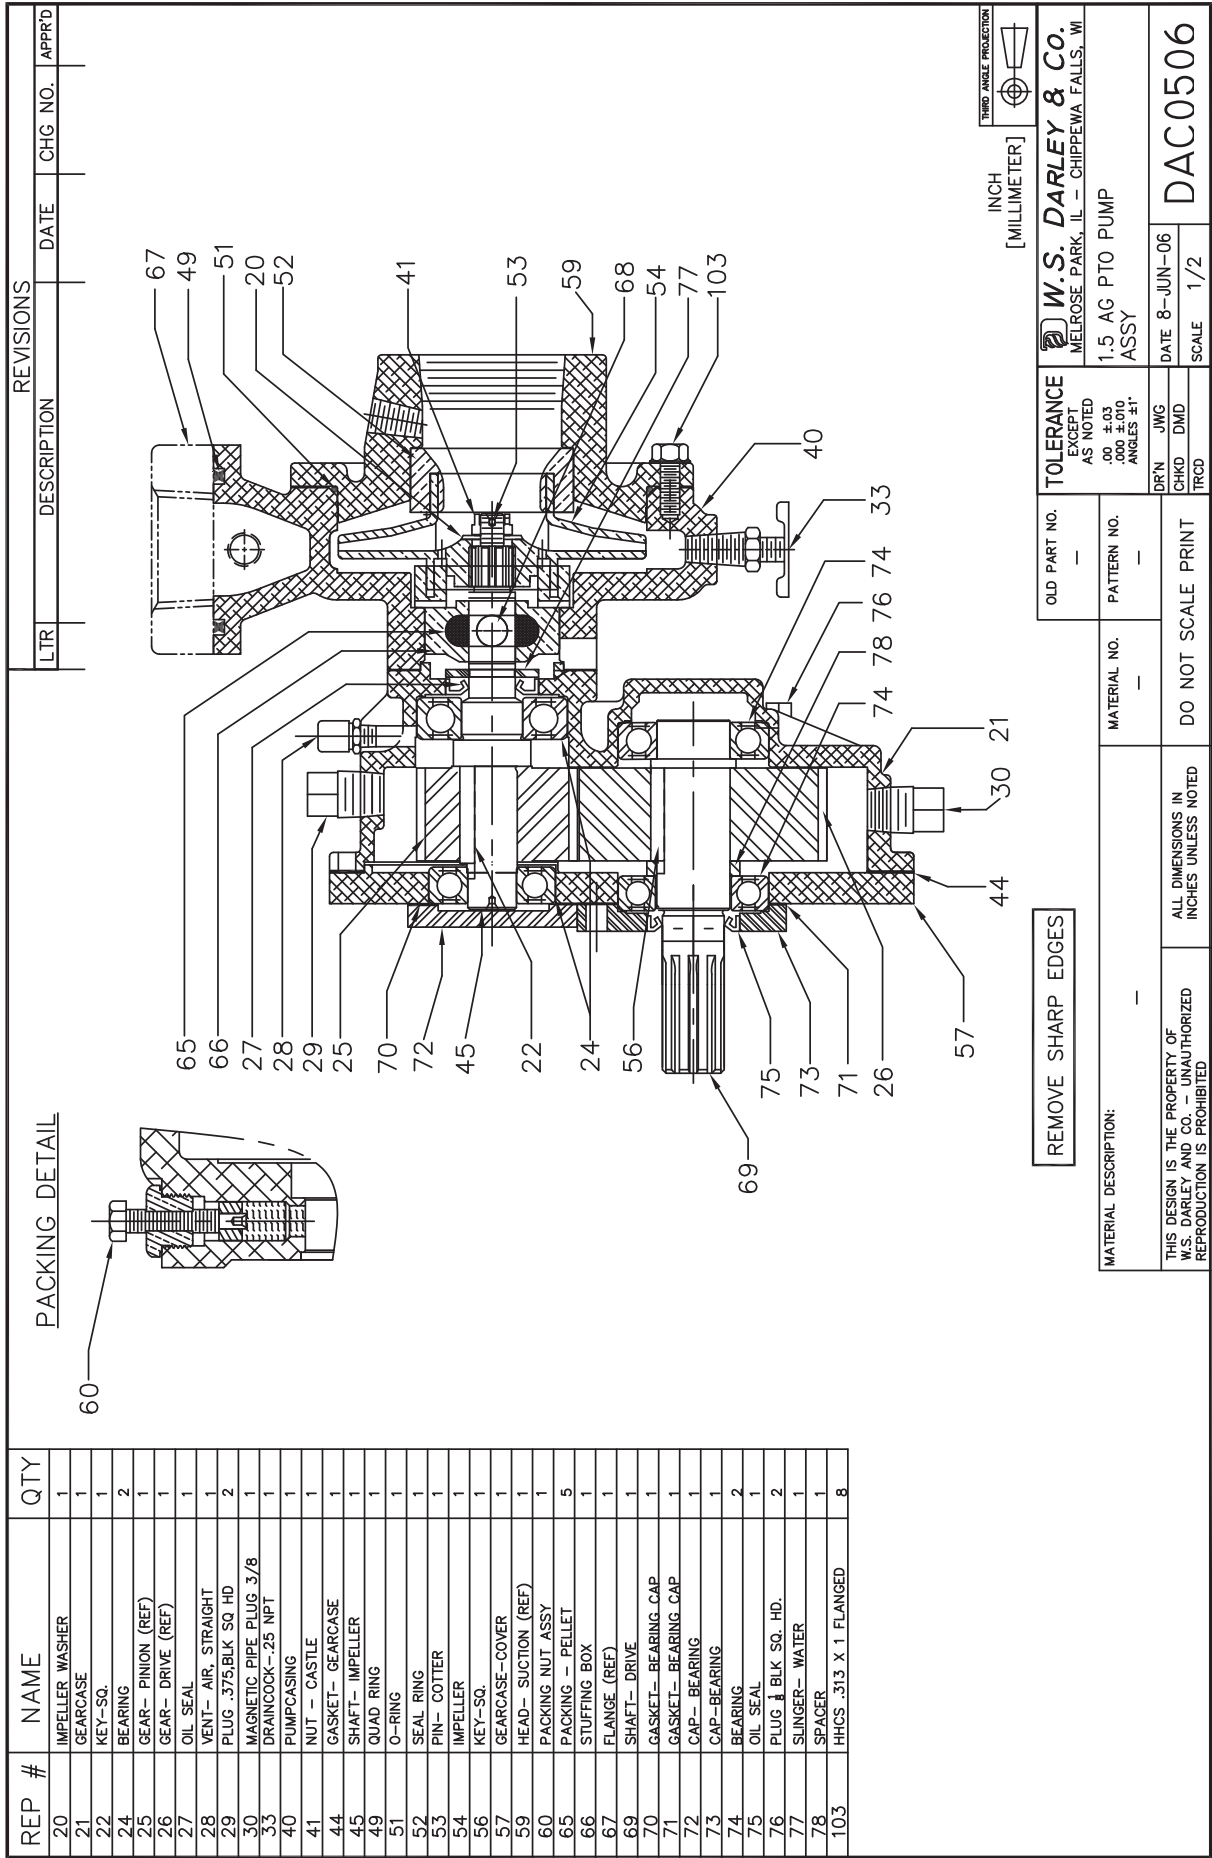 REVISIONS
LTR DESCRIPTION DATE CHG NO. APPR'D
PACKING DETAIL
60
65
66
27
28
29
25
70
72
45
22
24
56
69
75
73
71
26
57
67
49
51
20
52
41
53
59
68
54
77
103
40
33
74
76
78
74
21
30
44
REP # NAME QTY
20 IMPELLER WASHER 1
21 GEARCASE 1
22 KEY-SQ. 1
24 BEARING 2
25 GEAR- PINION (REF) 1
26 GEAR- DRIVE (REF) 1
27 OIL SEAL 1
28 VENT- AIR, STRAIGHT 1
29 PLUG .375,BLK SQ HD 2
30 MAGNETIC PIPE PLUG 3/8 1
33 DRAINCOCK-.25 NPT 1
40 PUMPCASING 1
41 NUT - CASTLE 1
44 GASKET- GEARCASE 1
45 SHAFT- IMPELLER 1
49 QUAD RING 1
51 O-RING 1
52 SEAL RING 1
53 PIN- COTTER 1
54 IMPELLER 1
56 KEY-SQ. 1
57 GEARCASE-COVER 1
59 HEAD- SUCTION (REF) 1
60 PACKING NUT ASSY 1
65 PACKING - PELLET 5
66 STUFFING BOX 1
67 FLANGE (REF) 1
69 SHAFT- DRIVE 1
70 GASKET- BEARING CAP 1
71 GASKET- BEARING CAP 1
72 CAP- BEARING 1
73 CAP-BEARING 1
74 BEARING 2
75 OIL SEAL 1
76 PLUG BLK SQ. HD. 2
77 SLINGER- WATER 1
78 SPACER 1
103 HHCS .313 X 1 FLANGED 8
REMOVE SHARP EDGES
INCH
[MILLIMETER]
THIRD ANGLE PROJECTION
MATERIAL DESCRIPTION:
-
THIS DESIGN IS THE PROPERTY OF
W.S. DARLEY AND CO. - UNAUTHORIZED
REPRODUCTION IS PROHIBITED
ALL DIMENSIONS IN
INCHES UNLESS NOTED
MATERIAL NO.
-
OLD PART NO.
-
PATTERN NO.
-
DO NOT SCALE PRINT
TOLERANCE
EXCEPT
AS NOTED
.00 ±.03
.000 ±.010
ANGLES ±1°
DR'N JWG
CHKD DMD
TRCD
W.S. DARLEY & Co.
MELROSE PARK, IL - CHIPPEWA FALLS, WI
1.5 AG PTO PUMP
ASSY
DATE 8-JUN-06
SCALE 1/2
DAC0506